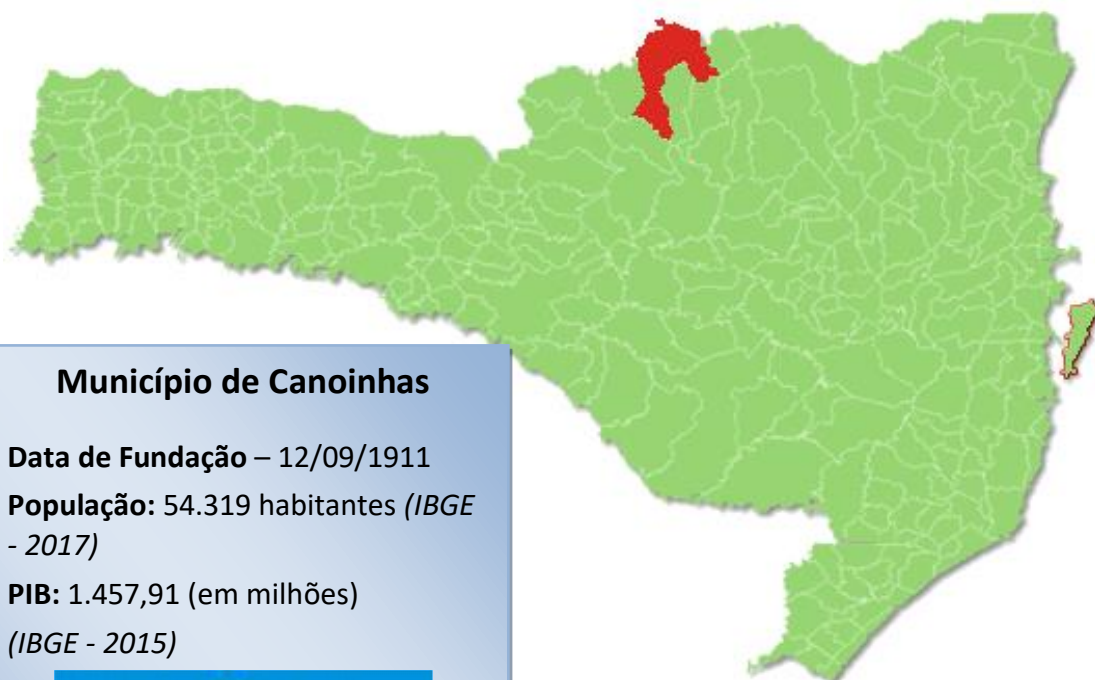 Município de Canoinhas
Data de Fundação – 12/09/1911
População: 54.319 habitantes (IBGE
- 2017)
PIB: 1.457,91 (em milhões)
(IBGE - 2015)